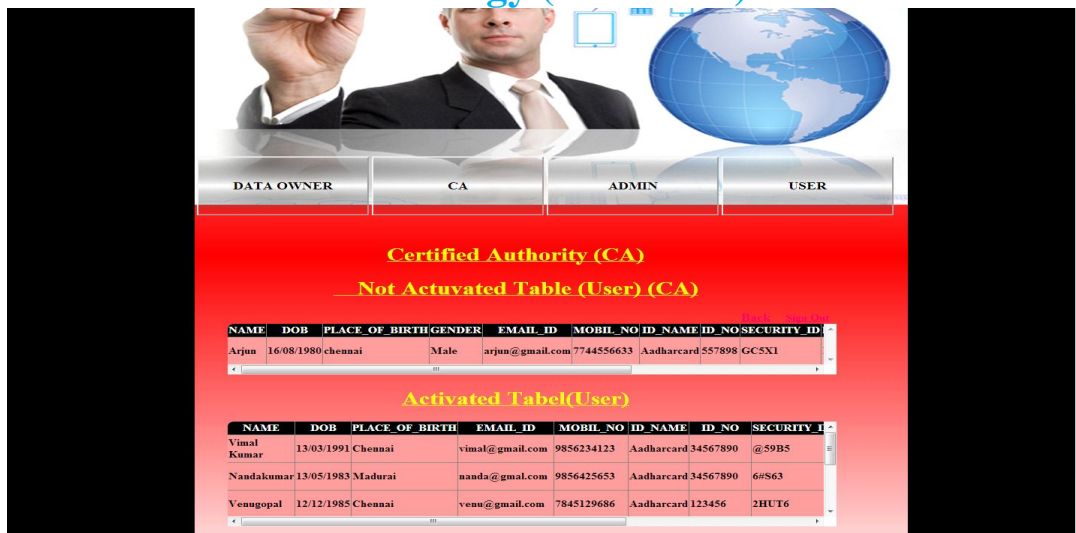 DATA OWNER CA ADMIN USER
Certified Authority (CA)
Not Actuvated Table (User) (CA)
Back Sign Out
NAME DOB PLACE_OF_BIRTH GENDER EMAIL_ID MOBIL_NO ID_NAME ID_NO SECURITY_ID
Arjun 16/08/1980 chennai Male arjun@gmail.com 7744556633 Aadharcard 557898 GC5X1
Activated Tabel(User)
NAME DOB PLACE_OF_BIRTH EMAIL_ID MOBIL_NO ID_NAME ID_NO SECURITY_I
Vimal
Kumar 13/03/1991 Chennai vimal@gmail.com 9856234123 Aadharcard 34567890 @59B5
Nandakumar 13/05/1983 Madurai nanda@gmal.com 9856425653 Aadharcard 34567890 6#S63
Venugopal 12/12/1985 Chennai venu@gmail.com 7845129686 Aadharcard 123456 2HUT6